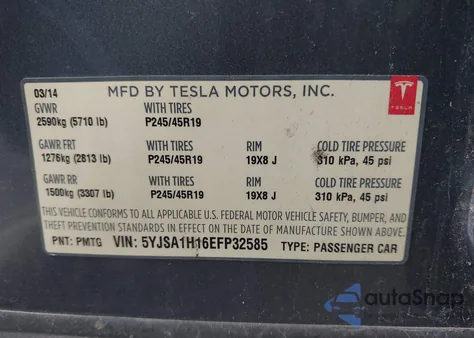 03/14 MFD BY TESLA MOTORS, INC.
GVWR WITH TIRES
2590kg (5710 lb) P245/45R19
TESLA
GAWR FRT WITH TIRES RIM COLD TIRE PRESSURE
1276kg (2813 lb) P245/45R19 19X8 J 310 kPa, 45 psi
GAWR RR WITH TIRES RIM COLD TIRE PRESSURE
1500kg (3307 lb) P245/45R19 19X8 J 310 kPa, 45 psi
THIS VEHICLE CONFORMS TO ALL APPLICABLE U.S. FEDERAL MOTOR VEHICLE SAFETY, BUMPER, AND
THEFT PREVENTION STANDARDS IN EFFECT ON THE DATE OF MANUFACTURE SHOWN ABOVE.
PNT: PMTG VIN: 5YJSA1H16EFP32585 TYPE: PASSENGER CAR
autoSnap